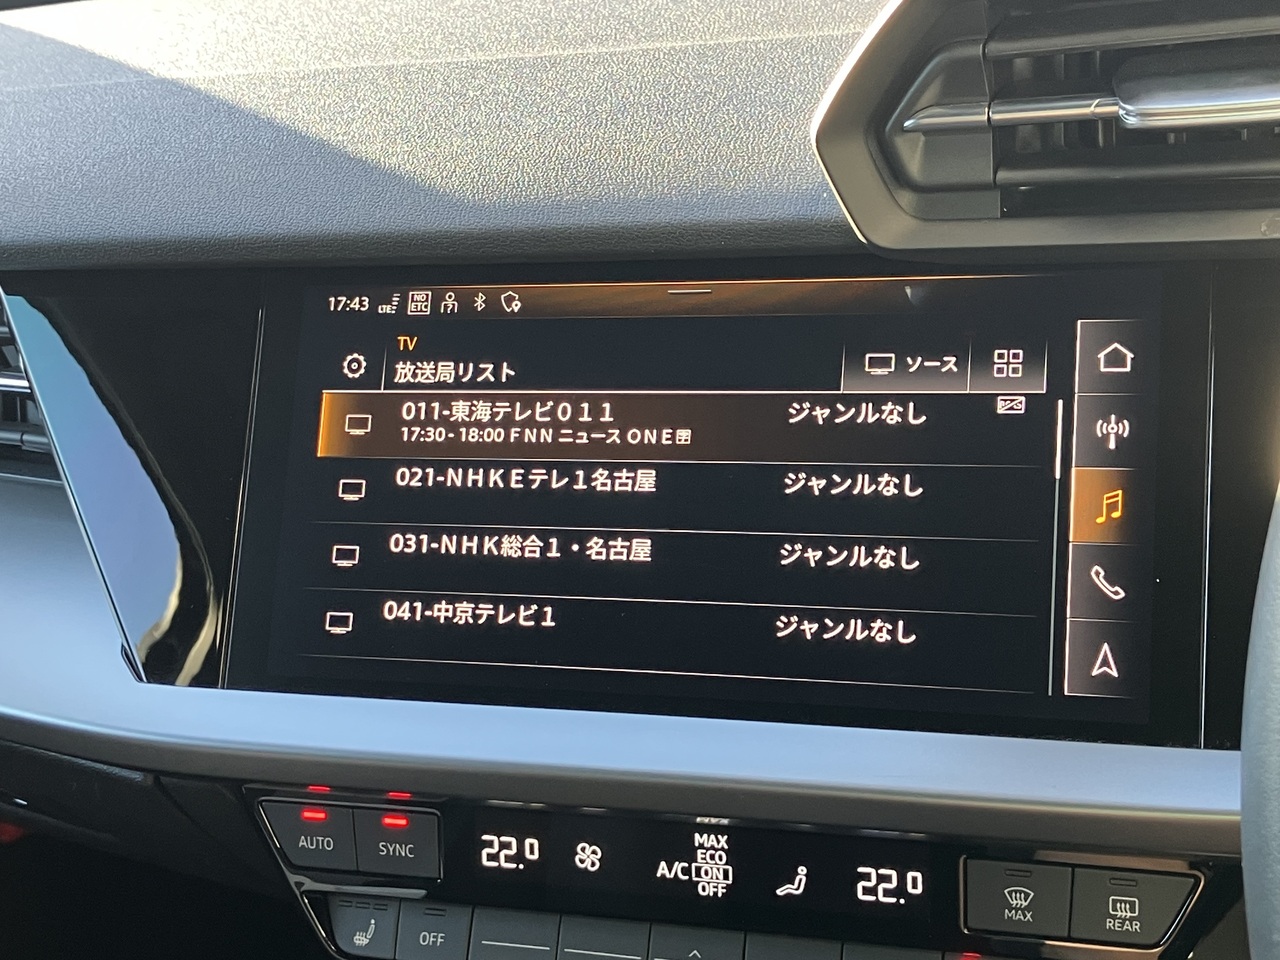 17:43 LTE NO ETC
TV
放送局リスト
ソース
011-東海テレビ０１１ ジャンルなし
17:30 - 18:00 ＦＮＮ ニュース ＯＮＥ🈑
021-ＮＨＫＥテレ１名古屋 ジャンルなし
031-ＮＨＫ総合１・名古屋 ジャンルなし
041-中京テレビ１ ジャンルなし
AUTO
SYNC
22.0
MAX
ECO
A/C ON
OFF
22.0
MAX
REAR
OFF